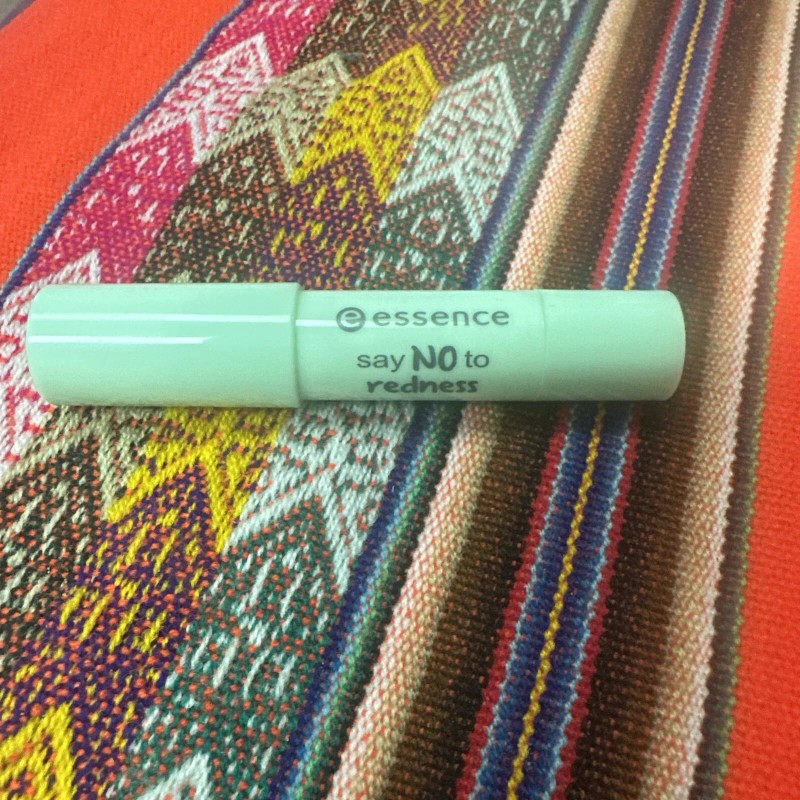 essence
say NO to
redness